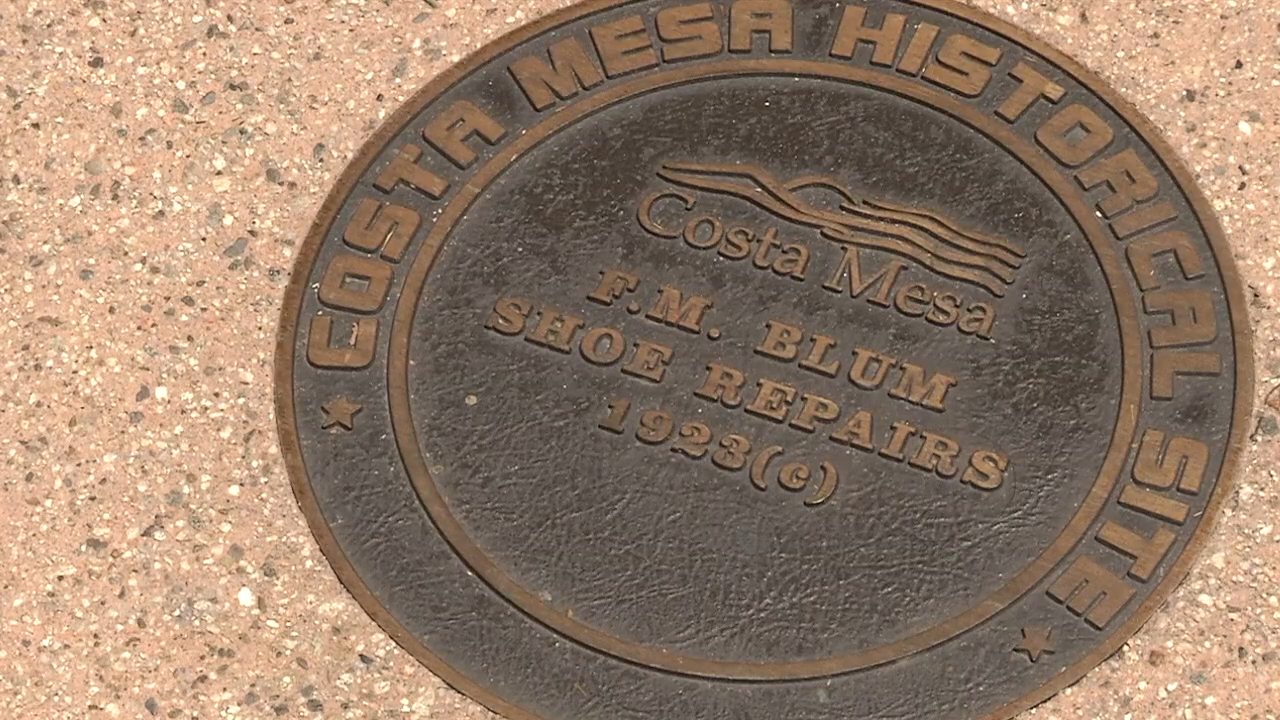 COSTA MESA HISTORICAL SITE
Costa Mesa
F.M. BLUM
SHOE REPAIRS
1923(c)